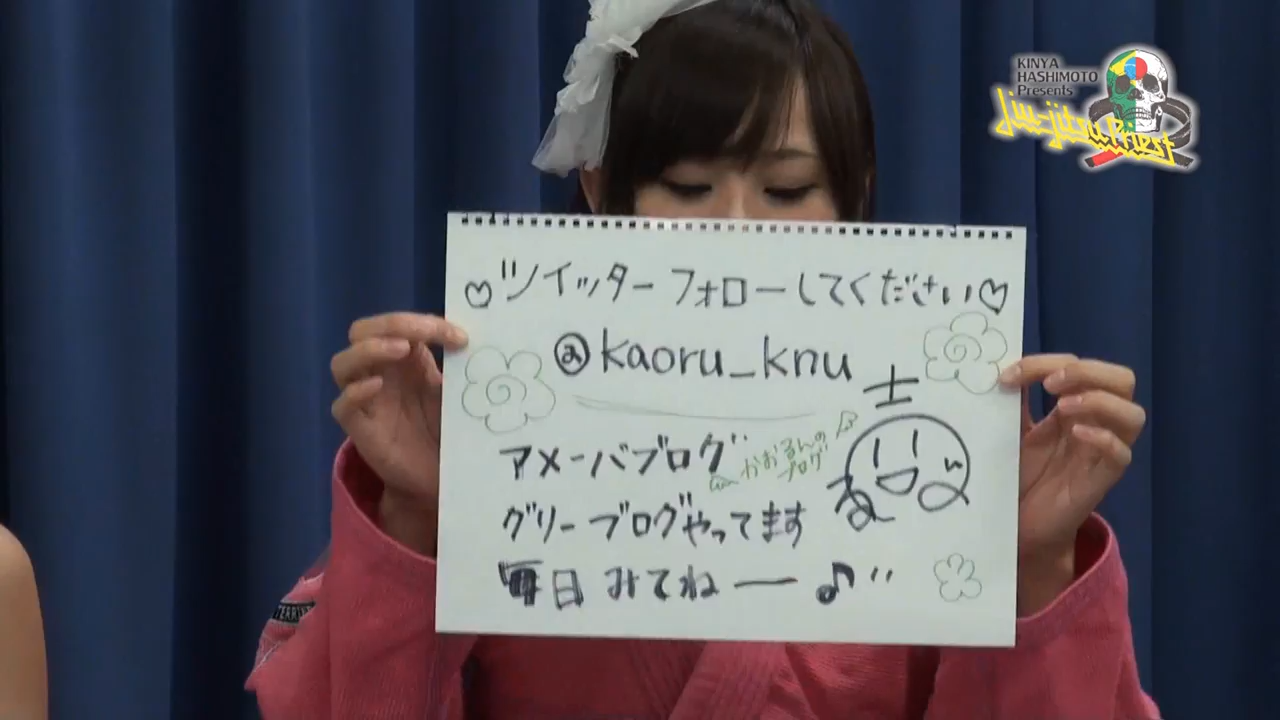 KINYA
HASHIMOTO
Presents
Jiu-jitsu Priest
♡ツイッターフォローしてください♡
@kaoru_knu
アメーバブログ
かおるんの
ブログ
グリーブログやってます
毎日みてねー♪